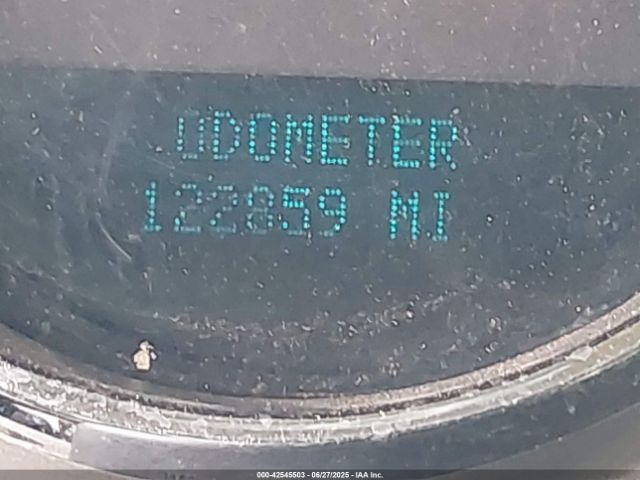 ODOMETER
122859 MI
000-42545503 | 06/27/2025 - © IAA Inc.